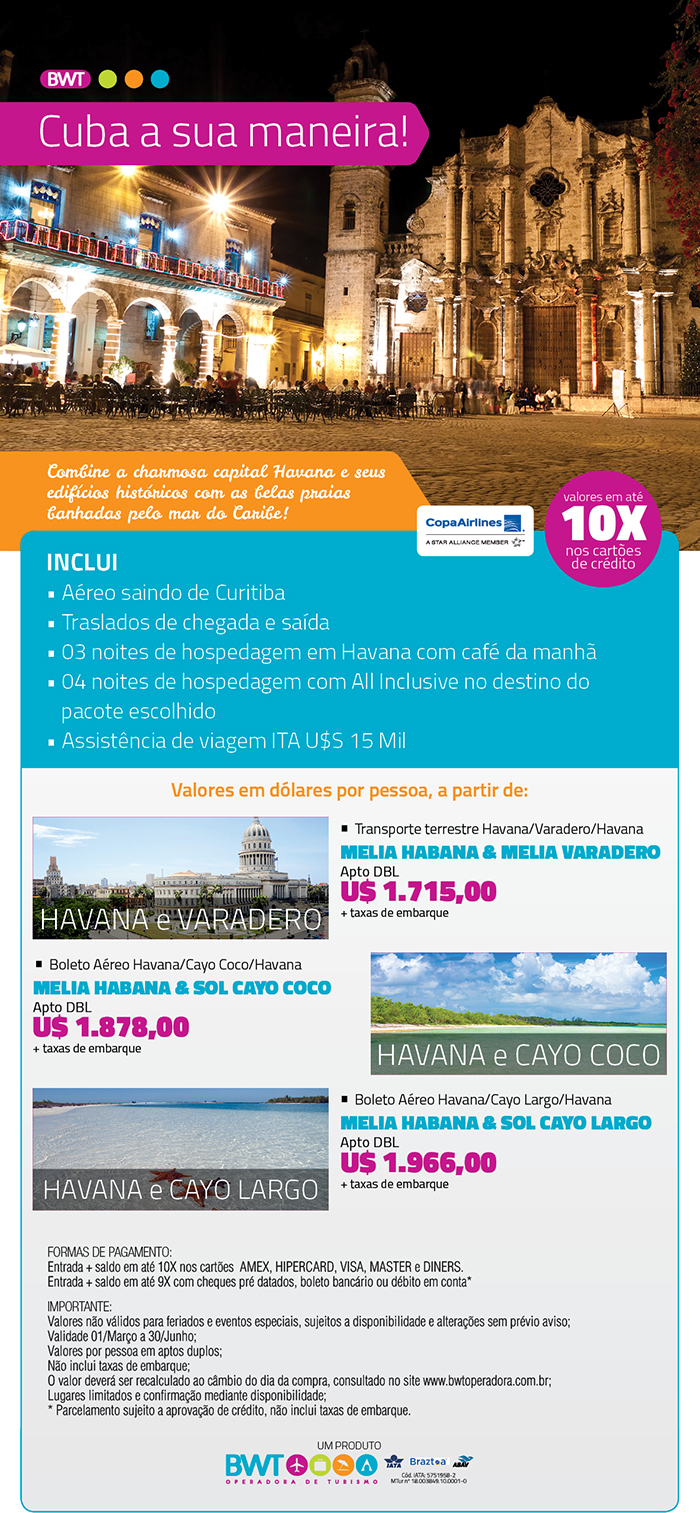 BWT
Cuba a sua maneira!
Combine a charmosa capital Havana e seus
edifícios históricos com as belas praias
banhadas pelo mar do Caribe!
CopaAirlines
A STAR ALLIANCE MEMBER
valores em até
10X
nos cartões
de crédito
INCLUI
▪ Aéreo saindo de Curitiba
▪ Traslados de chegada e saída
▪ 03 noites de hospedagem em Havana com café da manhã
▪ 04 noites de hospedagem com All Inclusive no destino do
pacote escolhido
▪ Assistência de viagem ITA U$S 15 Mil
Valores em dólares por pessoa, a partir de:
HAVANA e VARADERO
▪ Transporte terrestre Havana/Varadero/Havana
MELIA HABANA & MELIA VARADERO
Apto DBL
U$ 1.715,00
+ taxas de embarque
▪ Boleto Aéreo Havana/Cayo Coco/Havana
MELIA HABANA & SOL CAYO COCO
Apto DBL
U$ 1.878,00
+ taxas de embarque
HAVANA e CAYO COCO
HAVANA e CAYO LARGO
▪ Boleto Aéreo Havana/Cayo Largo/Havana
MELIA HABANA & SOL CAYO LARGO
Apto DBL
U$ 1.966,00
+ taxas de embarque
FORMAS DE PAGAMENTO:
Entrada + saldo em até 10X nos cartões AMEX, HIPERCARD, VISA, MASTER e DINERS.
Entrada + saldo em até 9X com cheques pré datados, boleto bancário ou débito em conta*
IMPORTANTE:
Valores não válidos para feriados e eventos especiais, sujeitos a disponibilidade e alterações sem prévio aviso;
Validade 01/Março a 30/Junho;
Valores por pessoa em aptos duplos;
Não inclui taxas de embarque;
O valor deverá ser recalculado ao câmbio do dia da compra, consultado no site www.bwtoperadora.com.br;
Lugares limitados e confirmação mediante disponibilidade;
* Parcelamento sujeito a aprovação de crédito, não inclui taxas de embarque.
UM PRODUTO
BWT
OPERADORA DE TURISMO
IATA
Braztoa
ABAV
Cód. IATA: 5751958-2
MTur nº 18.003849.10.0001-0